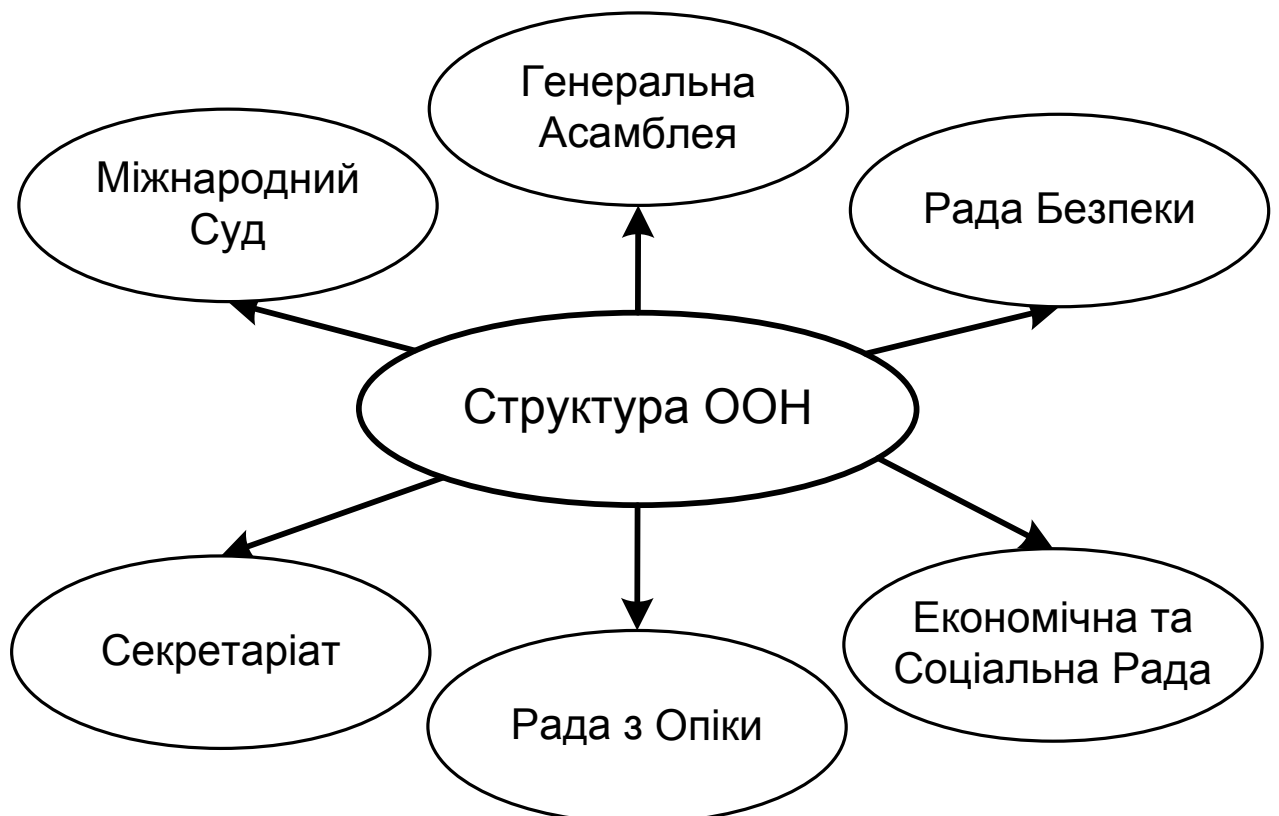 Генеральна
Асамблея
Міжнародний
Суд
Рада Безпеки
Структура ООН
Секретаріат
Економічна та
Соціальна Рада
Рада з Опіки